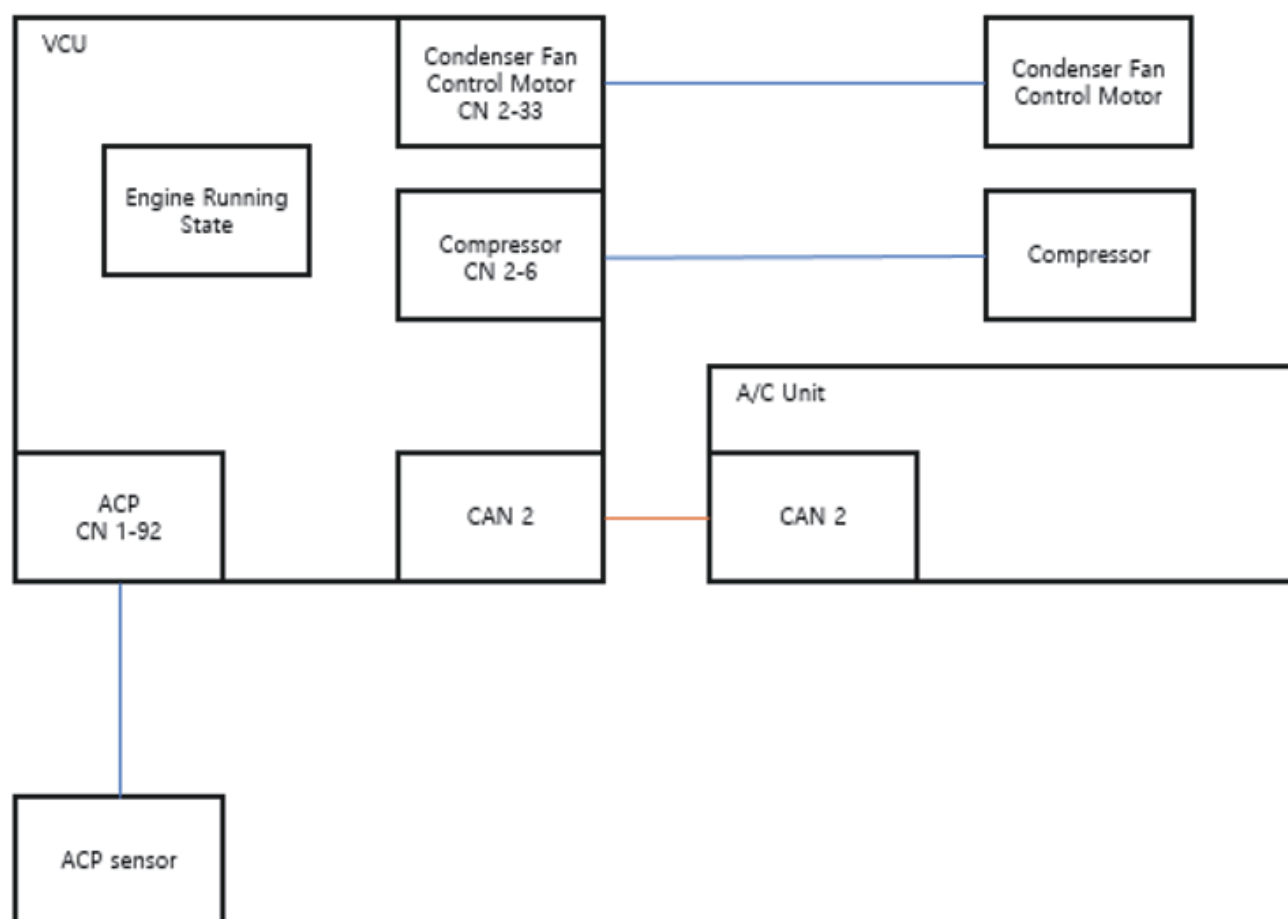 VCU
Condenser Fan
Control Motor
CN 2-33
Condenser Fan
Control Motor
Engine Running
State
Compressor
CN 2-6
Compressor
A/C Unit
ACP
CN 1-92
CAN 2
CAN 2
ACP sensor